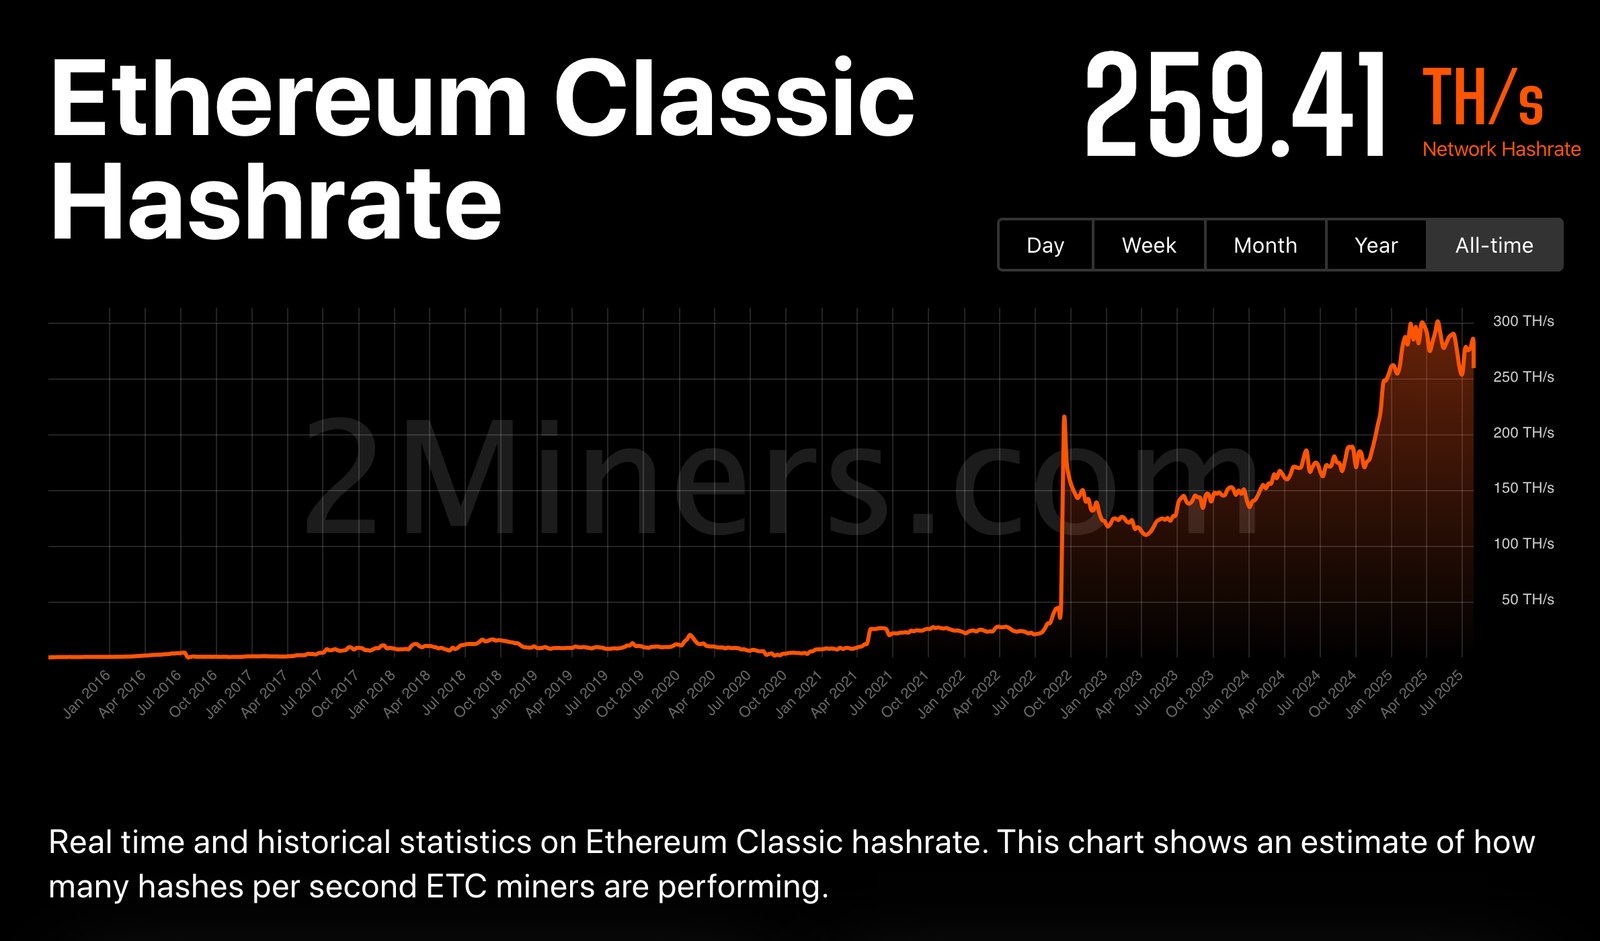 Ethereum Classic
Hashrate
259.41 TH/s
Network Hashrate
Day Week Month Year All-time
2Miners.com
300 TH/s
250 TH/s
200 TH/s
150 TH/s
100 TH/s
50 TH/s
Jan 2016
Apr 2016
Jul 2016
Oct 2016
Jan 2017
Apr 2017
Jul 2017
Oct 2017
Jan 2018
Apr 2018
Jul 2018
Oct 2018
Jan 2019
Apr 2019
Jul 2019
Oct 2019
Jan 2020
Apr 2020
Jul 2020
Oct 2020
Jan 2021
Apr 2021
Jul 2021
Oct 2021
Jan 2022
Apr 2022
Jul 2022
Oct 2022
Jan 2023
Apr 2023
Jul 2023
Oct 2023
Jan 2024
Apr 2024
Jul 2024
Oct 2024
Jan 2025
Apr 2025
Jul 2025
Real time and historical statistics on Ethereum Classic hashrate. This chart shows an estimate of how
many hashes per second ETC miners are performing.